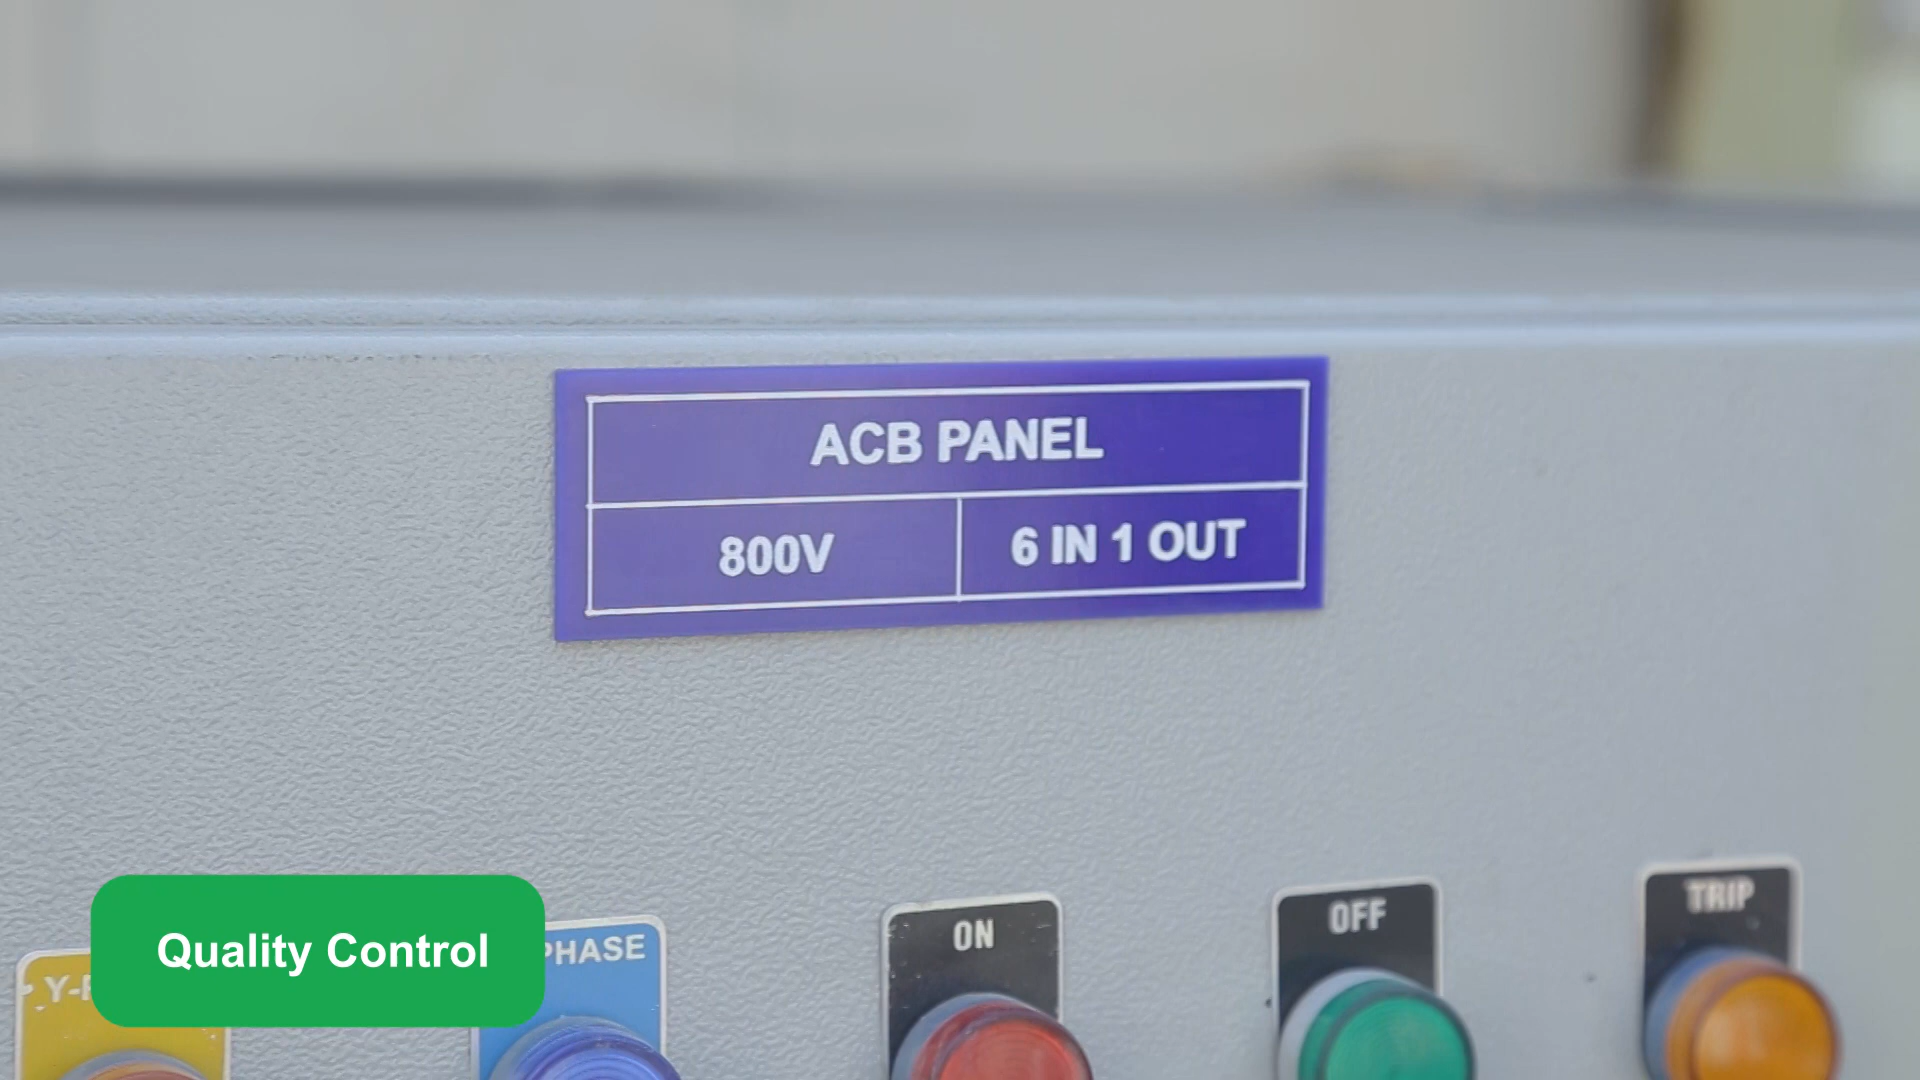 ACB PANEL
800V
6 IN 1 OUT
ON
OFF
TRIP
PHASE
Y-
Quality Control